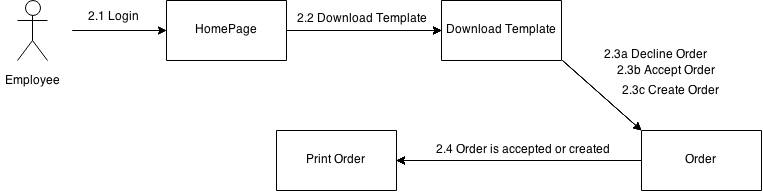 2.1 Login
HomePage
2.2 Download Template
Download Template
Employee
2.3a Decline Order
2.3b Accept Order
2.3c Create Order
Print Order
2.4 Order is accepted or created
Order